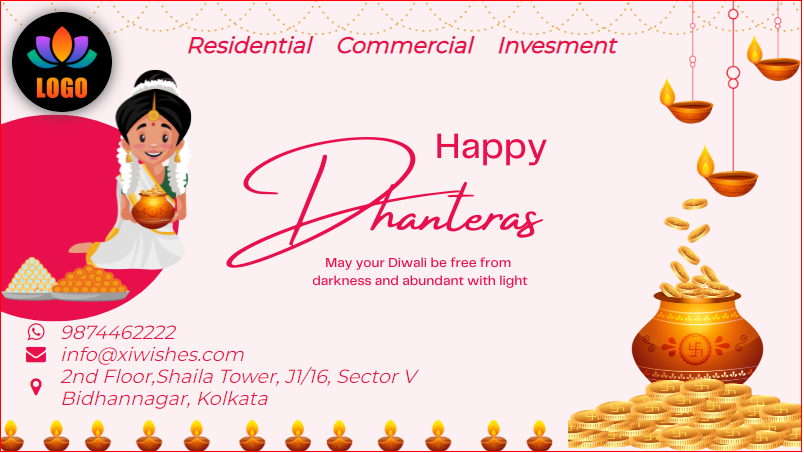 LOGO
Residential Commercial Invesment
Happy
Dhanteras
May your Diwali be free from
darkness and abundant with light
9874462222
info@xiwishes.com
2nd Floor,Shaila Tower, J1/16, Sector V
Bidhannagar, Kolkata